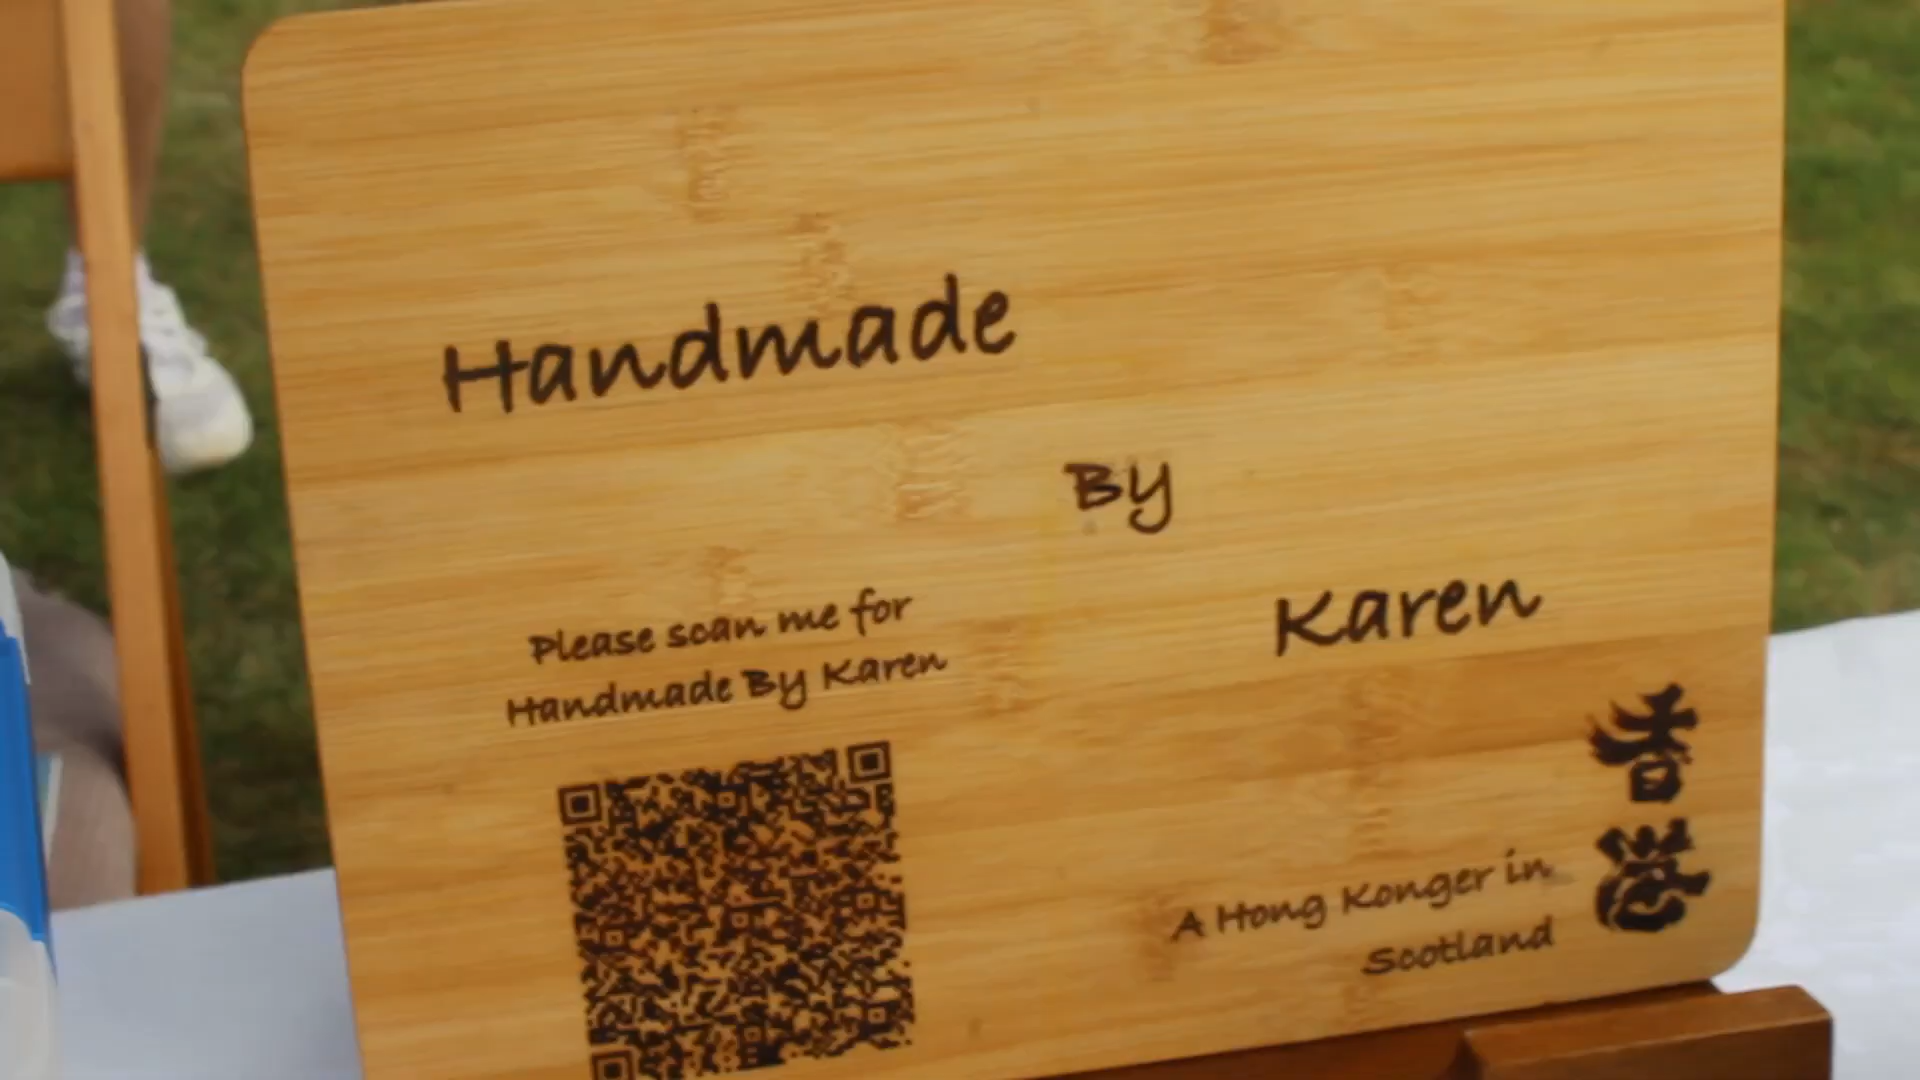 Handmade
By
Karen
Please scan me for
Handmade By Karen
A Hong Konger in
Scotland
香港